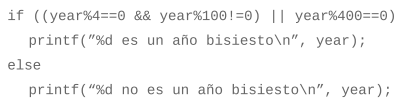 if ((year%4==0 && year%100!=0) || year%400==0)
printf(”%d es un año bisiesto\n”, year);
else
printf(“%d no es un año bisiesto\n”, year);